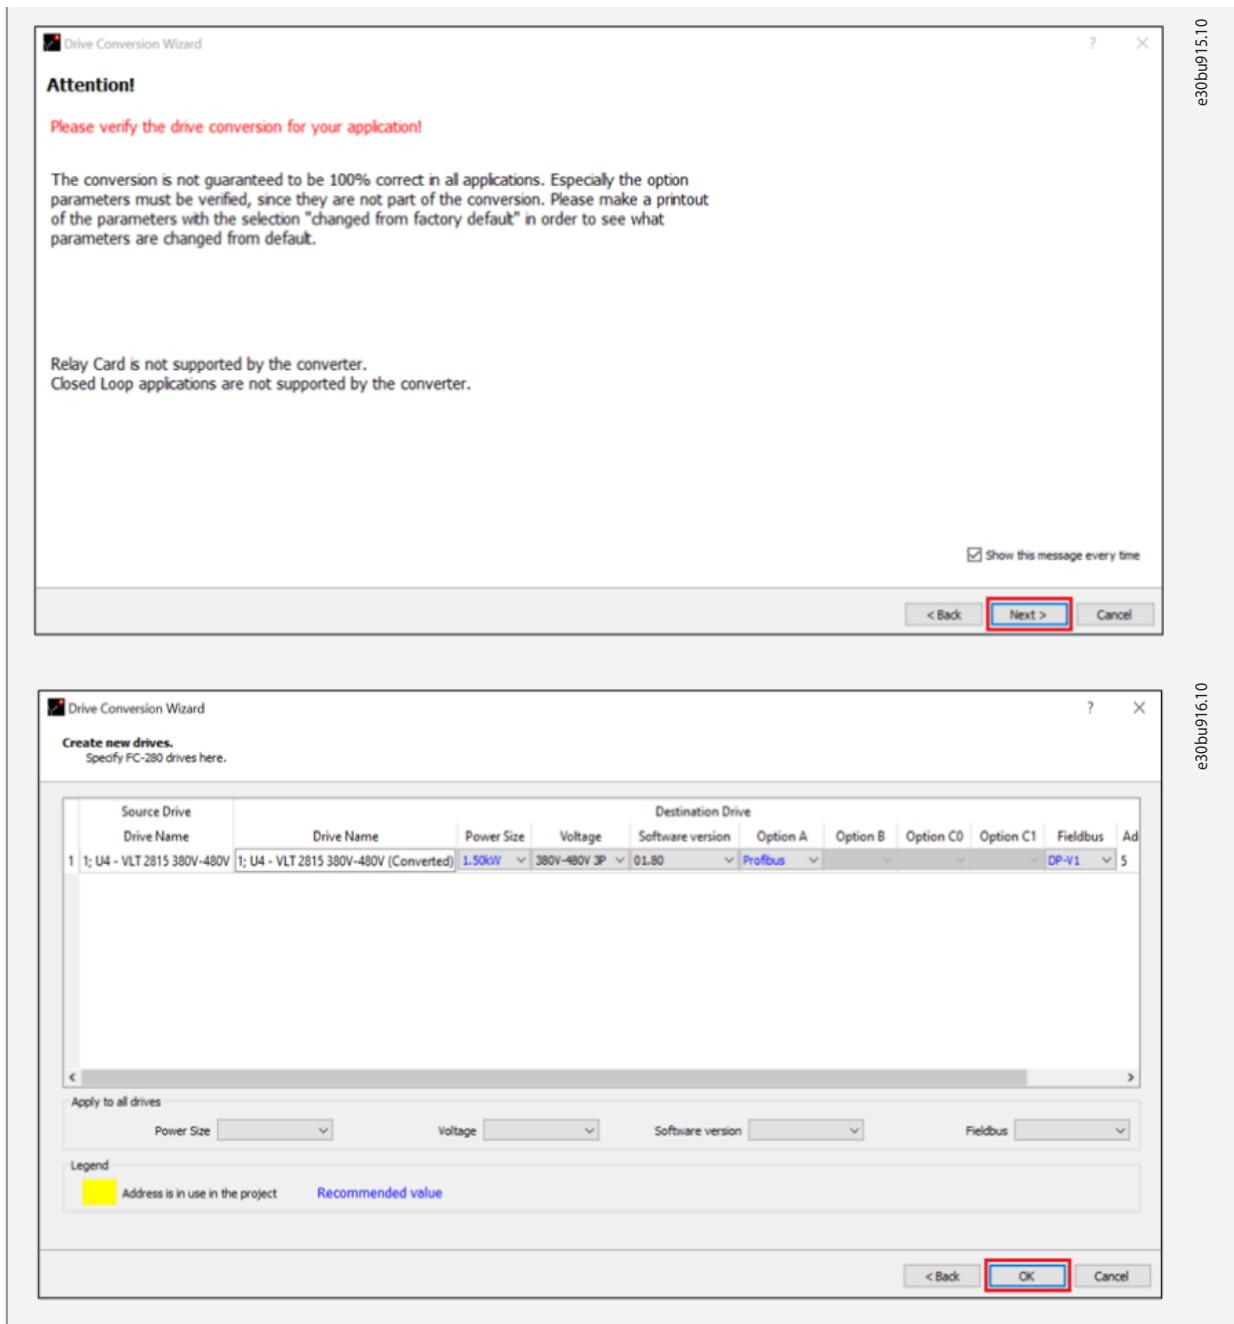 Drive Conversion Wizard
?
Attention!
Please verify the drive conversion for your application!
The conversion is not guaranteed to be 100% correct in all applications. Especially the option
parameters must be verified, since they are not part of the conversion. Please make a printout
of the parameters with the selection "changed from factory default" in order to see what
parameters are changed from default.
Relay Card is not supported by the converter.
Closed Loop applications are not supported by the converter.
Show this message every time
< Back Next > Cancel
e30bu915.10
Drive Conversion Wizard
?
Create new drives.
Specify FC-280 drives here.
Source Drive Destination Drive
Drive Name Drive Name Power Size Voltage Software version Option A Option B Option C0 Option C1 Fieldbus Ad
1 1; U4 - VLT 2815 380V-480V 1; U4 - VLT 2815 380V-480V (Converted) 1.50kW 380V-480V 3P 01.80 Profibus DP-V1 5
Apply to all drives
Power Size Voltage Software version Fieldbus
Legend
Address is in use in the project Recommended value
< Back OK Cancel
e30bu916.10